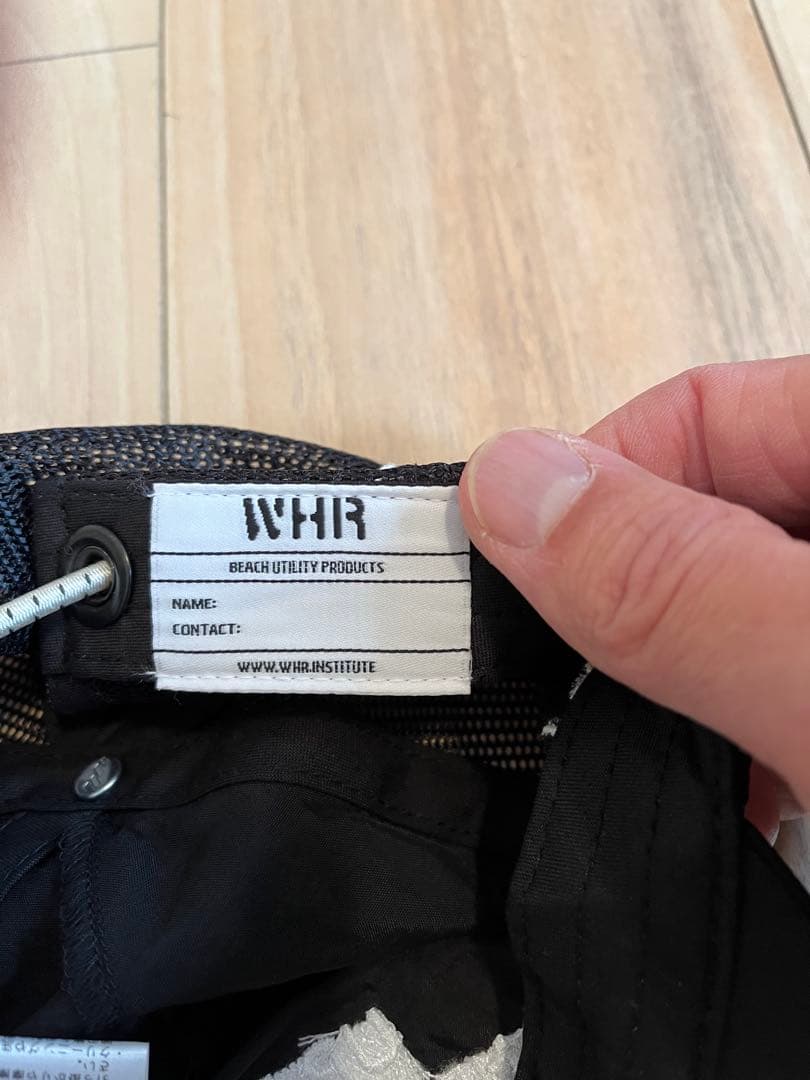 WHR
BEACH UTILITY PRODUCTS
NAME:
CONTACT:
WWW.WHR.INSTITUTE